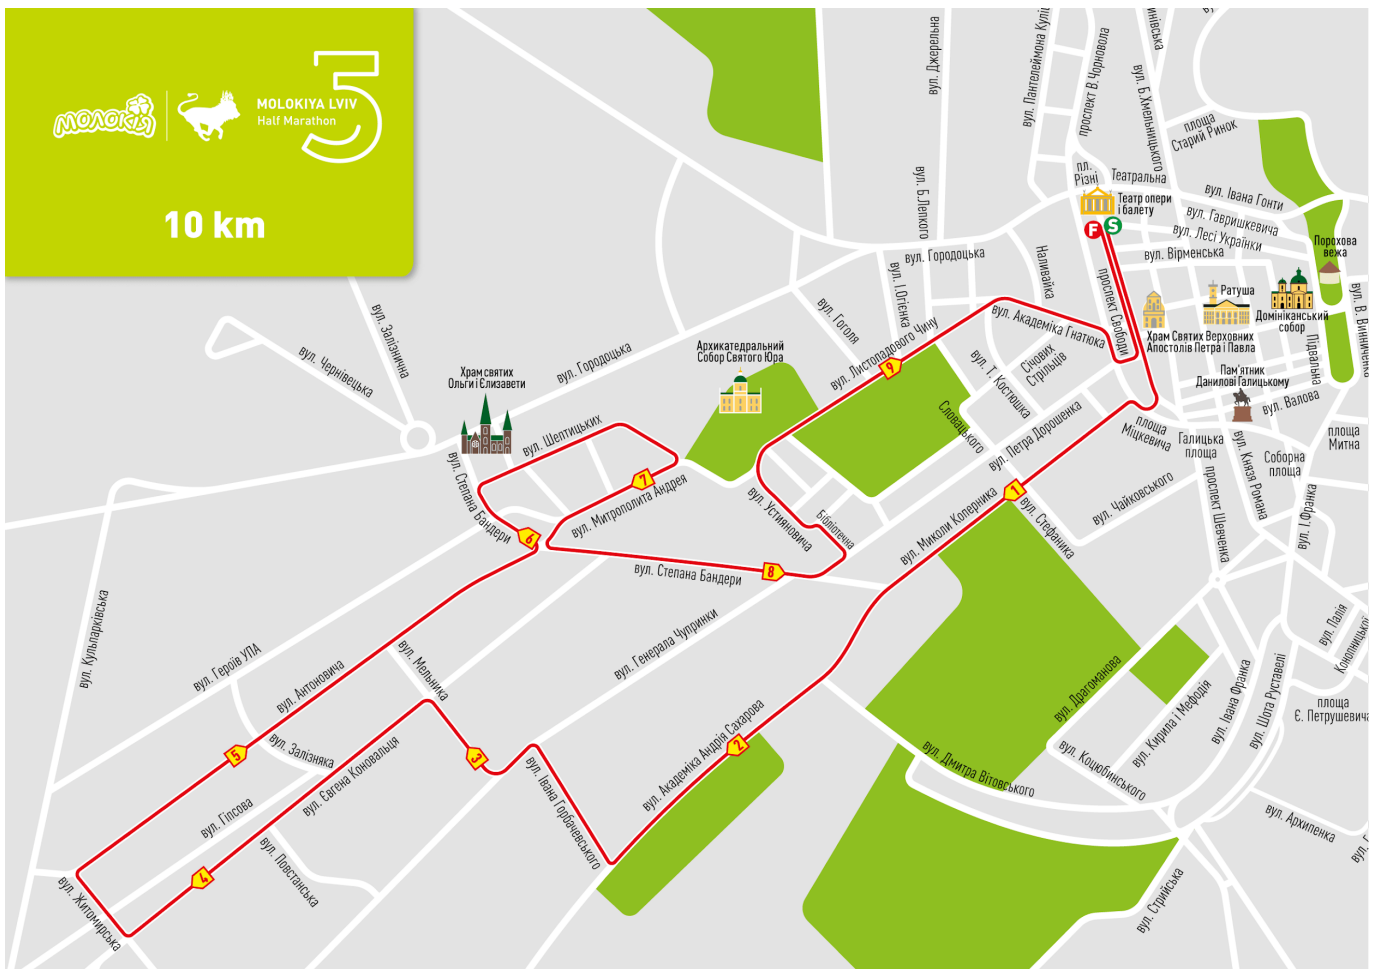 МОЛОКІЯ
MOLOKIYA LVIV
Half Marathon
5
10 km
вул. Джерельна
вул. Пантелеймона Куліша
проспект В. Чорновола
вул. Б.Хмельницького
площа
Старий Ринок
пл.
Різні
Театральна
Театр опери
і балету
F
S
вул. Івана Гонти
вул. Гавришкевича
вул. Лесі Українки
вул. Вірменська
Порохова
вежа
вул. Б.Лепкого
вул. Городоцька
Наливайка
проспект Свободи
Ратуша
Домініканський
собор
вул. В. Винниченка
Підвальна
Храм Святих Верховних
Апостолів Петра і Павла
Пам'ятник
Данилові Галицькому
вул. Валова
вул. І.Огієнка
вул. Гоголя
вул. Листопадового Чину
9
вул. Академіка Гнатюка
Січових
Стрільців
вул. Т. Костюшка
Словацького
вул. Петра Дорошенка
площа
Міцкевича
Галицька
площа
вул. Князя Романа
Соборна
площа
площа
Митна
вул. Залізнична
вул. Чернівецька
вул. Городоцька
Архикатедральний
Собор Святого Юра
Храм святих
Ольги і Єлизавети
вул. Шептицьких
вул. Степана Бандери
6
7
вул. Митрополита Андрея
вул. Устияновича
Бібліотечна
8
вул. Степана Бандери
1
вул. Миколи Коперника
вул. Стефаника
вул. Чайковського
проспект Шевченка
вул. І.Франка
вул. Кульпарківська
вул. Героїв УПА
вул. Антоновича
вул. Мельника
вул. Генерала Чупринки
5
вул. Залізняка
вул. Гіпсова
вул. Євгена Коновальця
3
вул. Івана Горбачевського
2
вул. Академіка Андрія Сахарова
4
вул. Повстанська
вул. Житомирська
вул. Драгоманова
вул. Кирила і Мефодія
вул. Івана Франка
вул. Шота Руставелі
вул. Палія
Конопницької
площа
Є. Петрушевича
вул. Дмитра Вітовського
вул. Коцюбинського
вул. Архипенка
вул. Стрийська